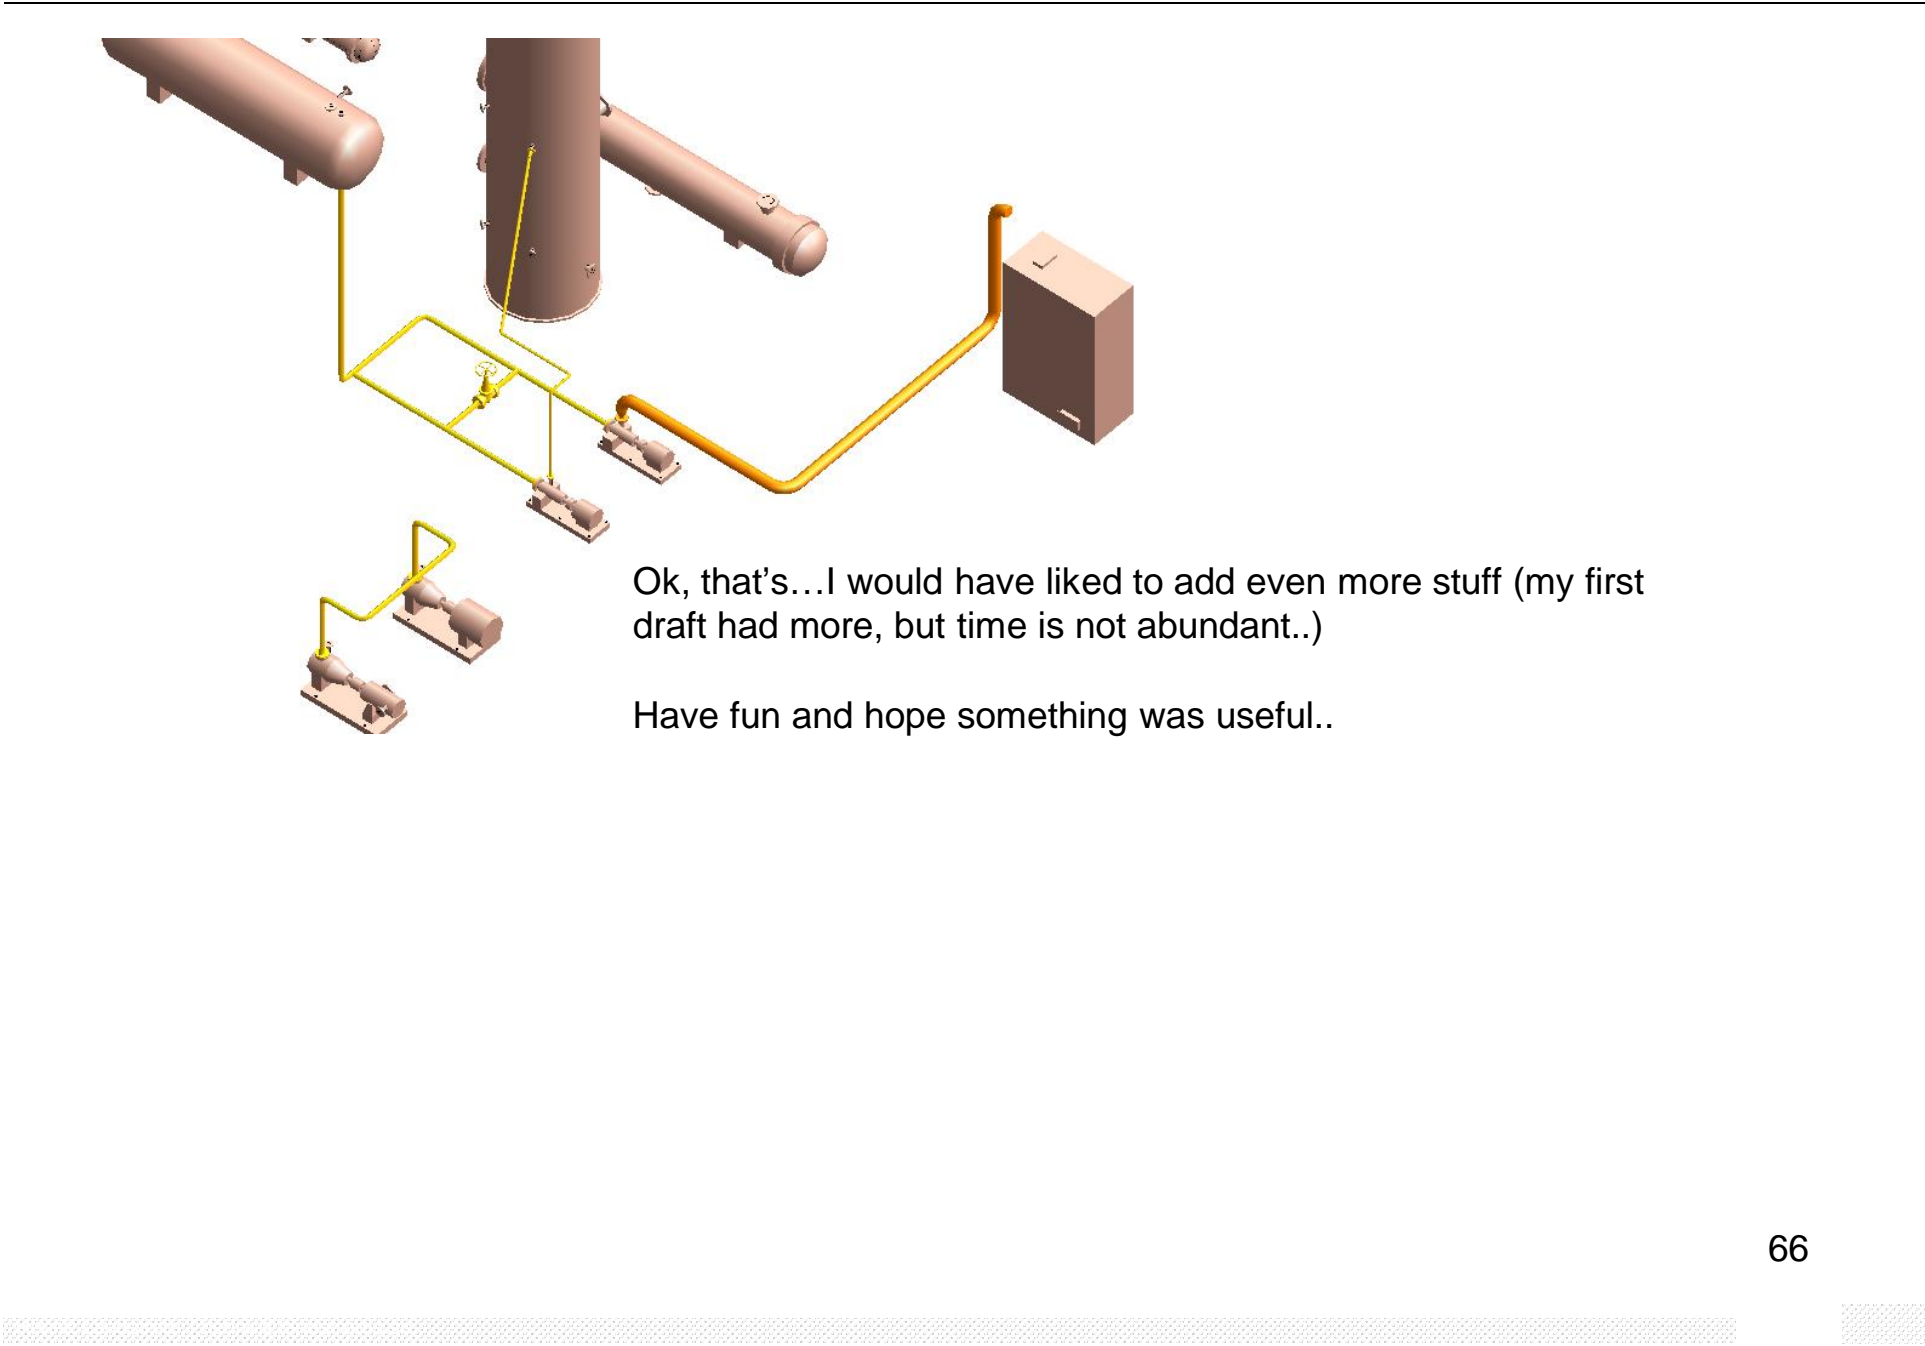 Ok, that's…I would have liked to add even more stuff (my first
draft had more, but time is not abundant..)
Have fun and hope something was useful..
66